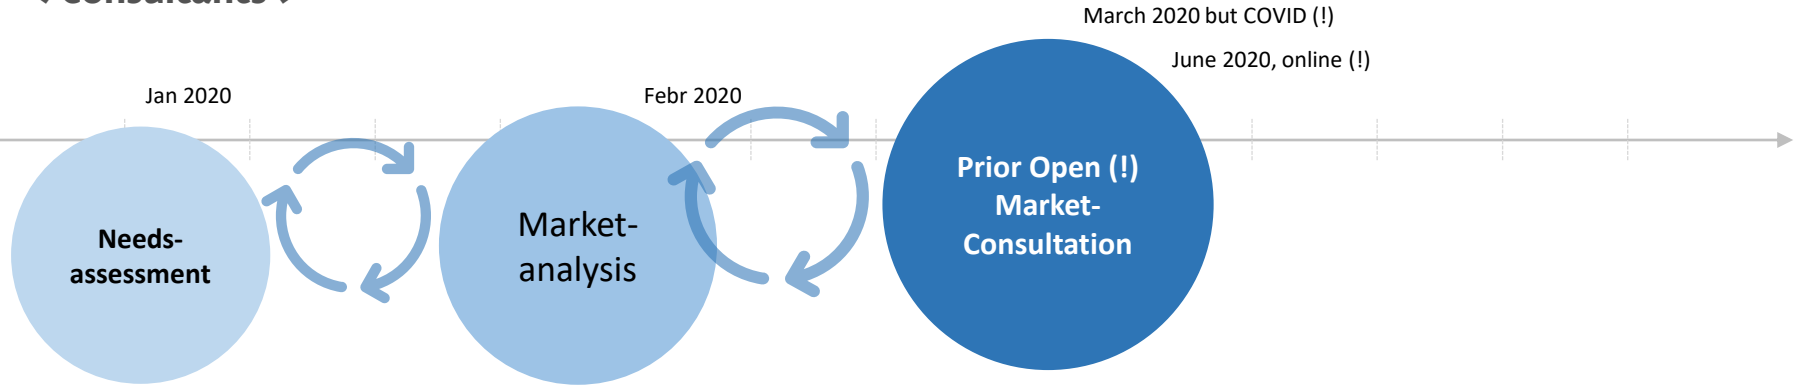 March 2020 but COVID (!)
June 2020, online (!)
Jan 2020
Febr 2020
Needs-
assessment
Market-
analysis
Prior Open (!)
Market-
Consultation